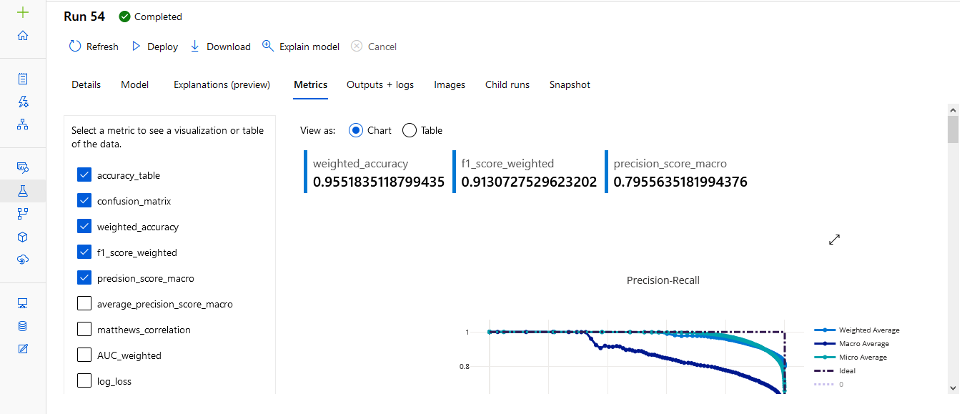 Run 54 Completed
Refresh Deploy Download Explain model Cancel
Details Model Explanations (preview) Metrics Outputs + logs Images Child runs Snapshot
Select a metric to see a visualization or table
of the data.
accuracy_table
confusion_matrix
weighted_accuracy
f1_score_weighted
precision_score_macro
average_precision_score_macro
matthews_correlation
AUC_weighted
log_loss
View as: Chart Table
weighted_accuracy
0.9551835118799435
f1_score_weighted
0.9130727529623202
precision_score_macro
0.7955635181994376
Precision-Recall
1
0.8
Weighted Average
Macro Average
Micro Average
Ideal
0